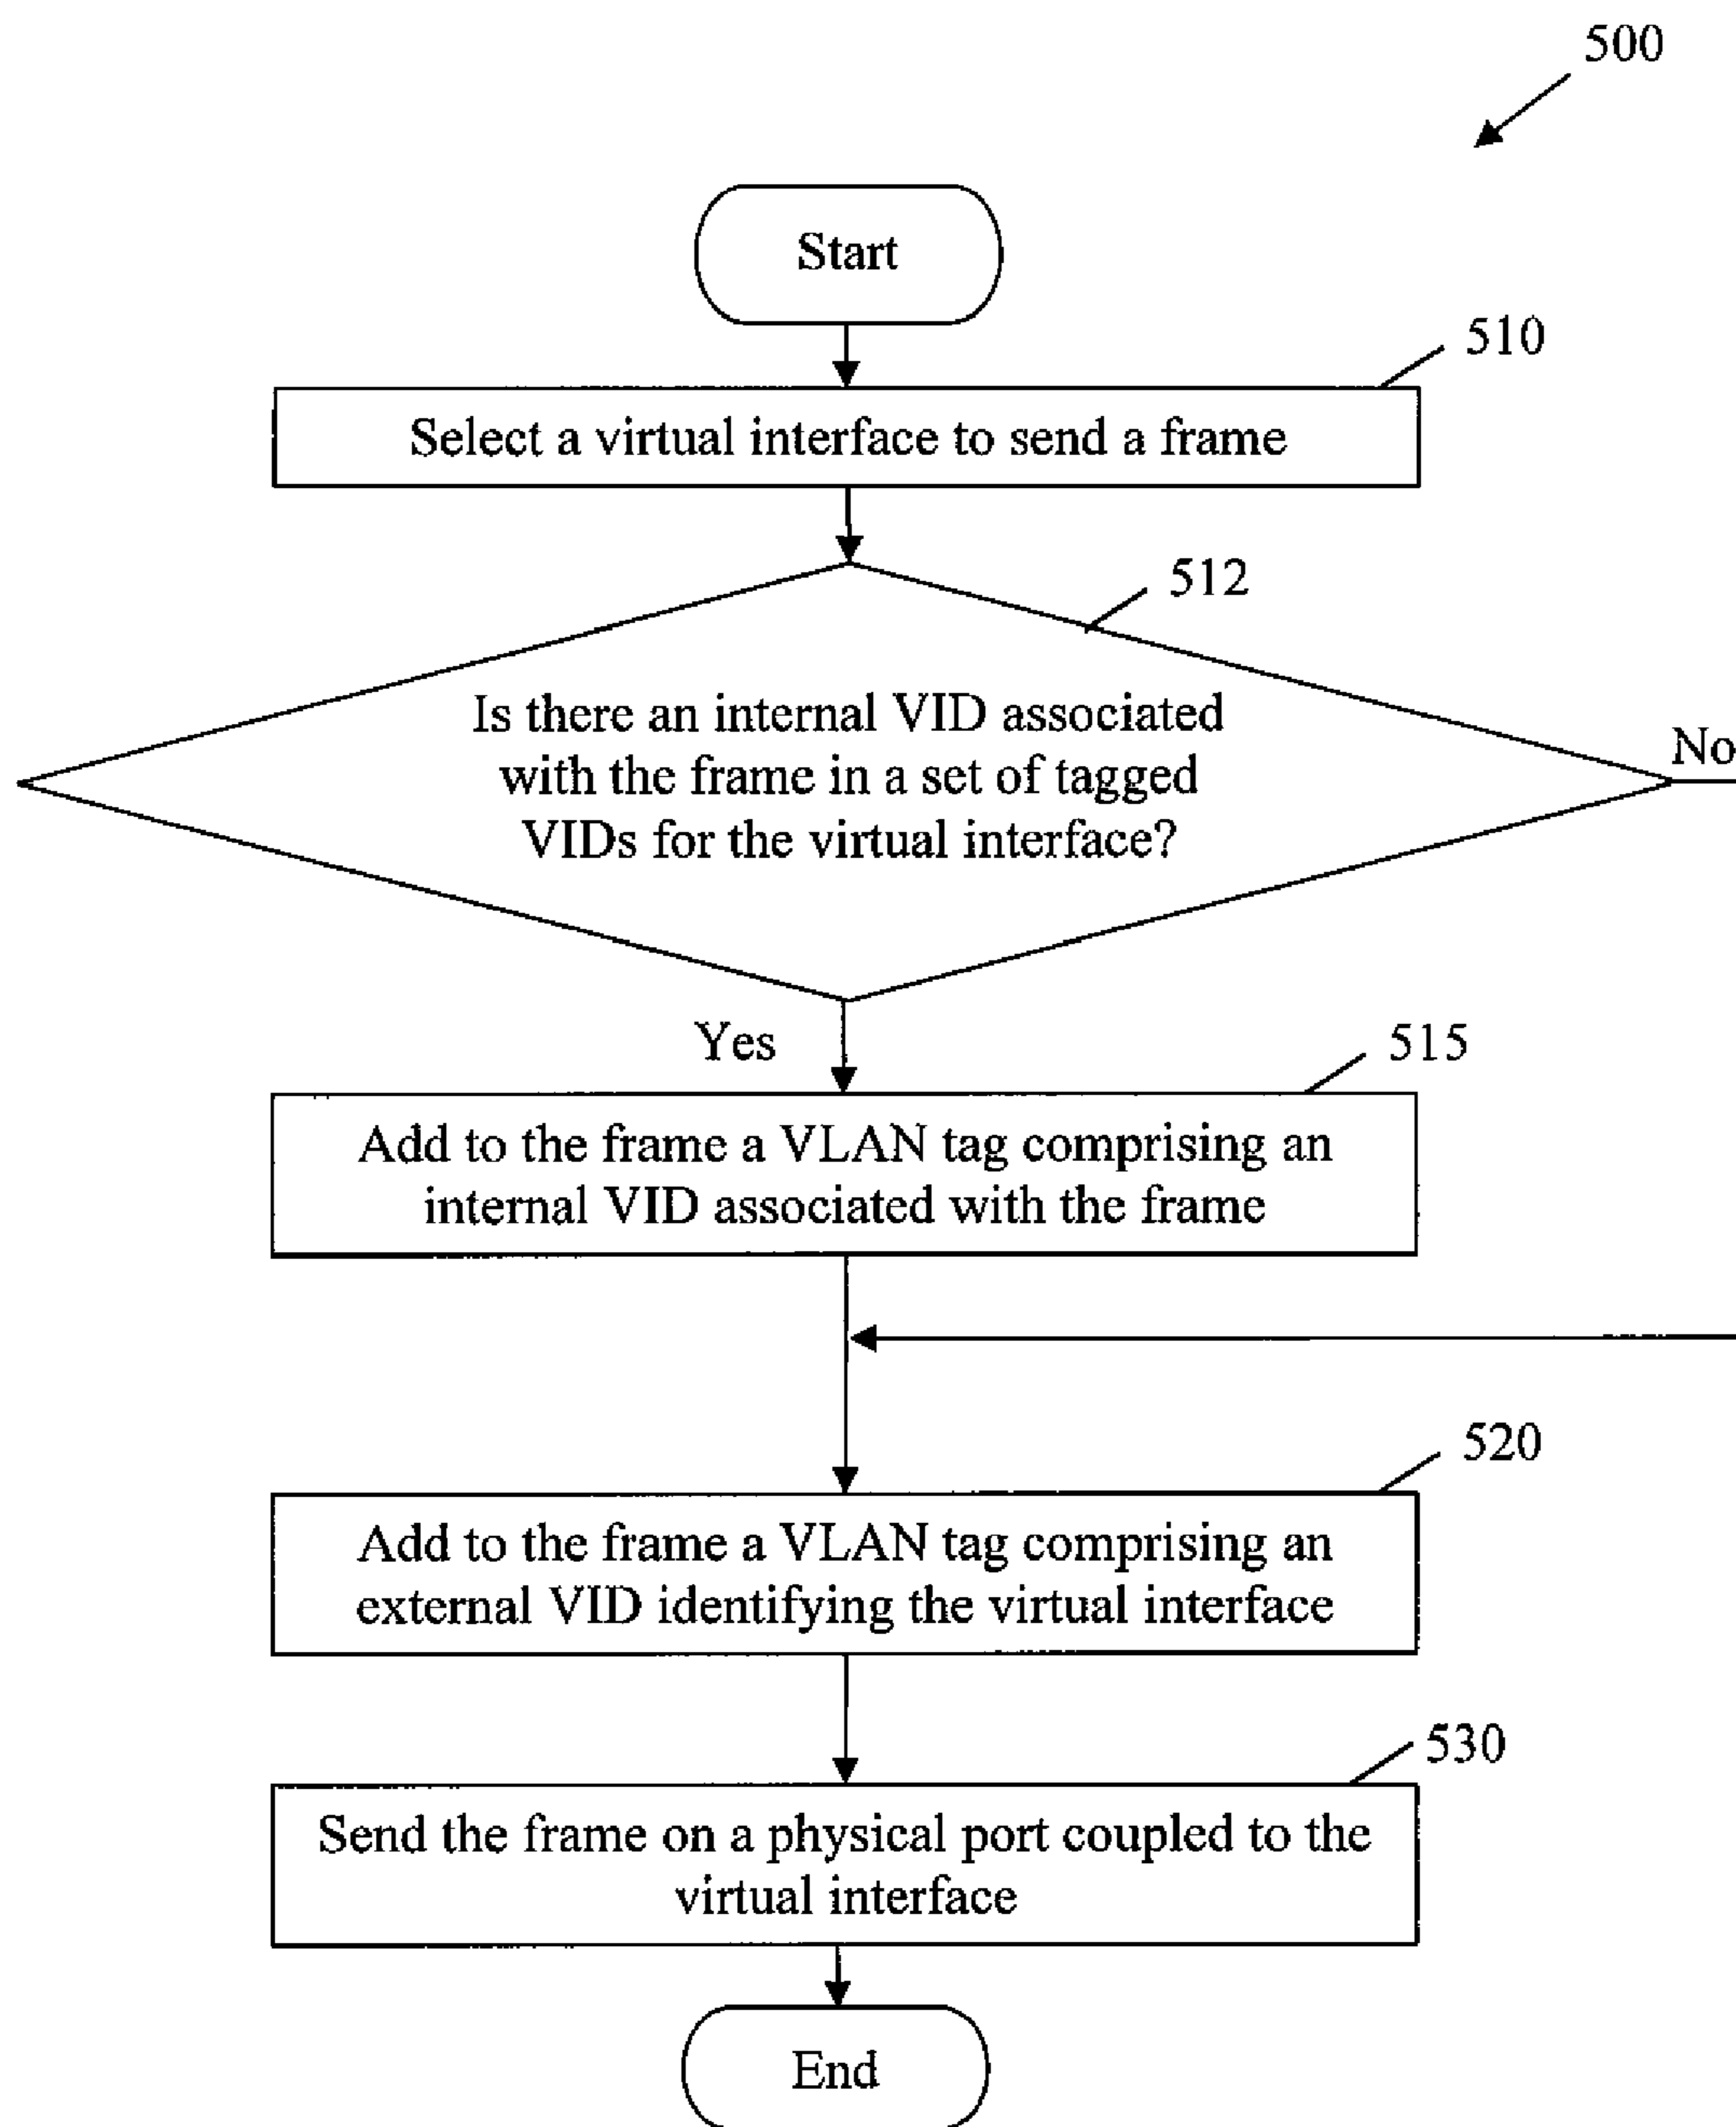 500
Start
510
Select a virtual interface to send a frame
512
Is there an internal VID associated
with the frame in a set of tagged
VIDs for the virtual interface?
No
Yes
515
Add to the frame a VLAN tag comprising an
internal VID associated with the frame
520
Add to the frame a VLAN tag comprising an
external VID identifying the virtual interface
530
Send the frame on a physical port coupled to the
virtual interface
End